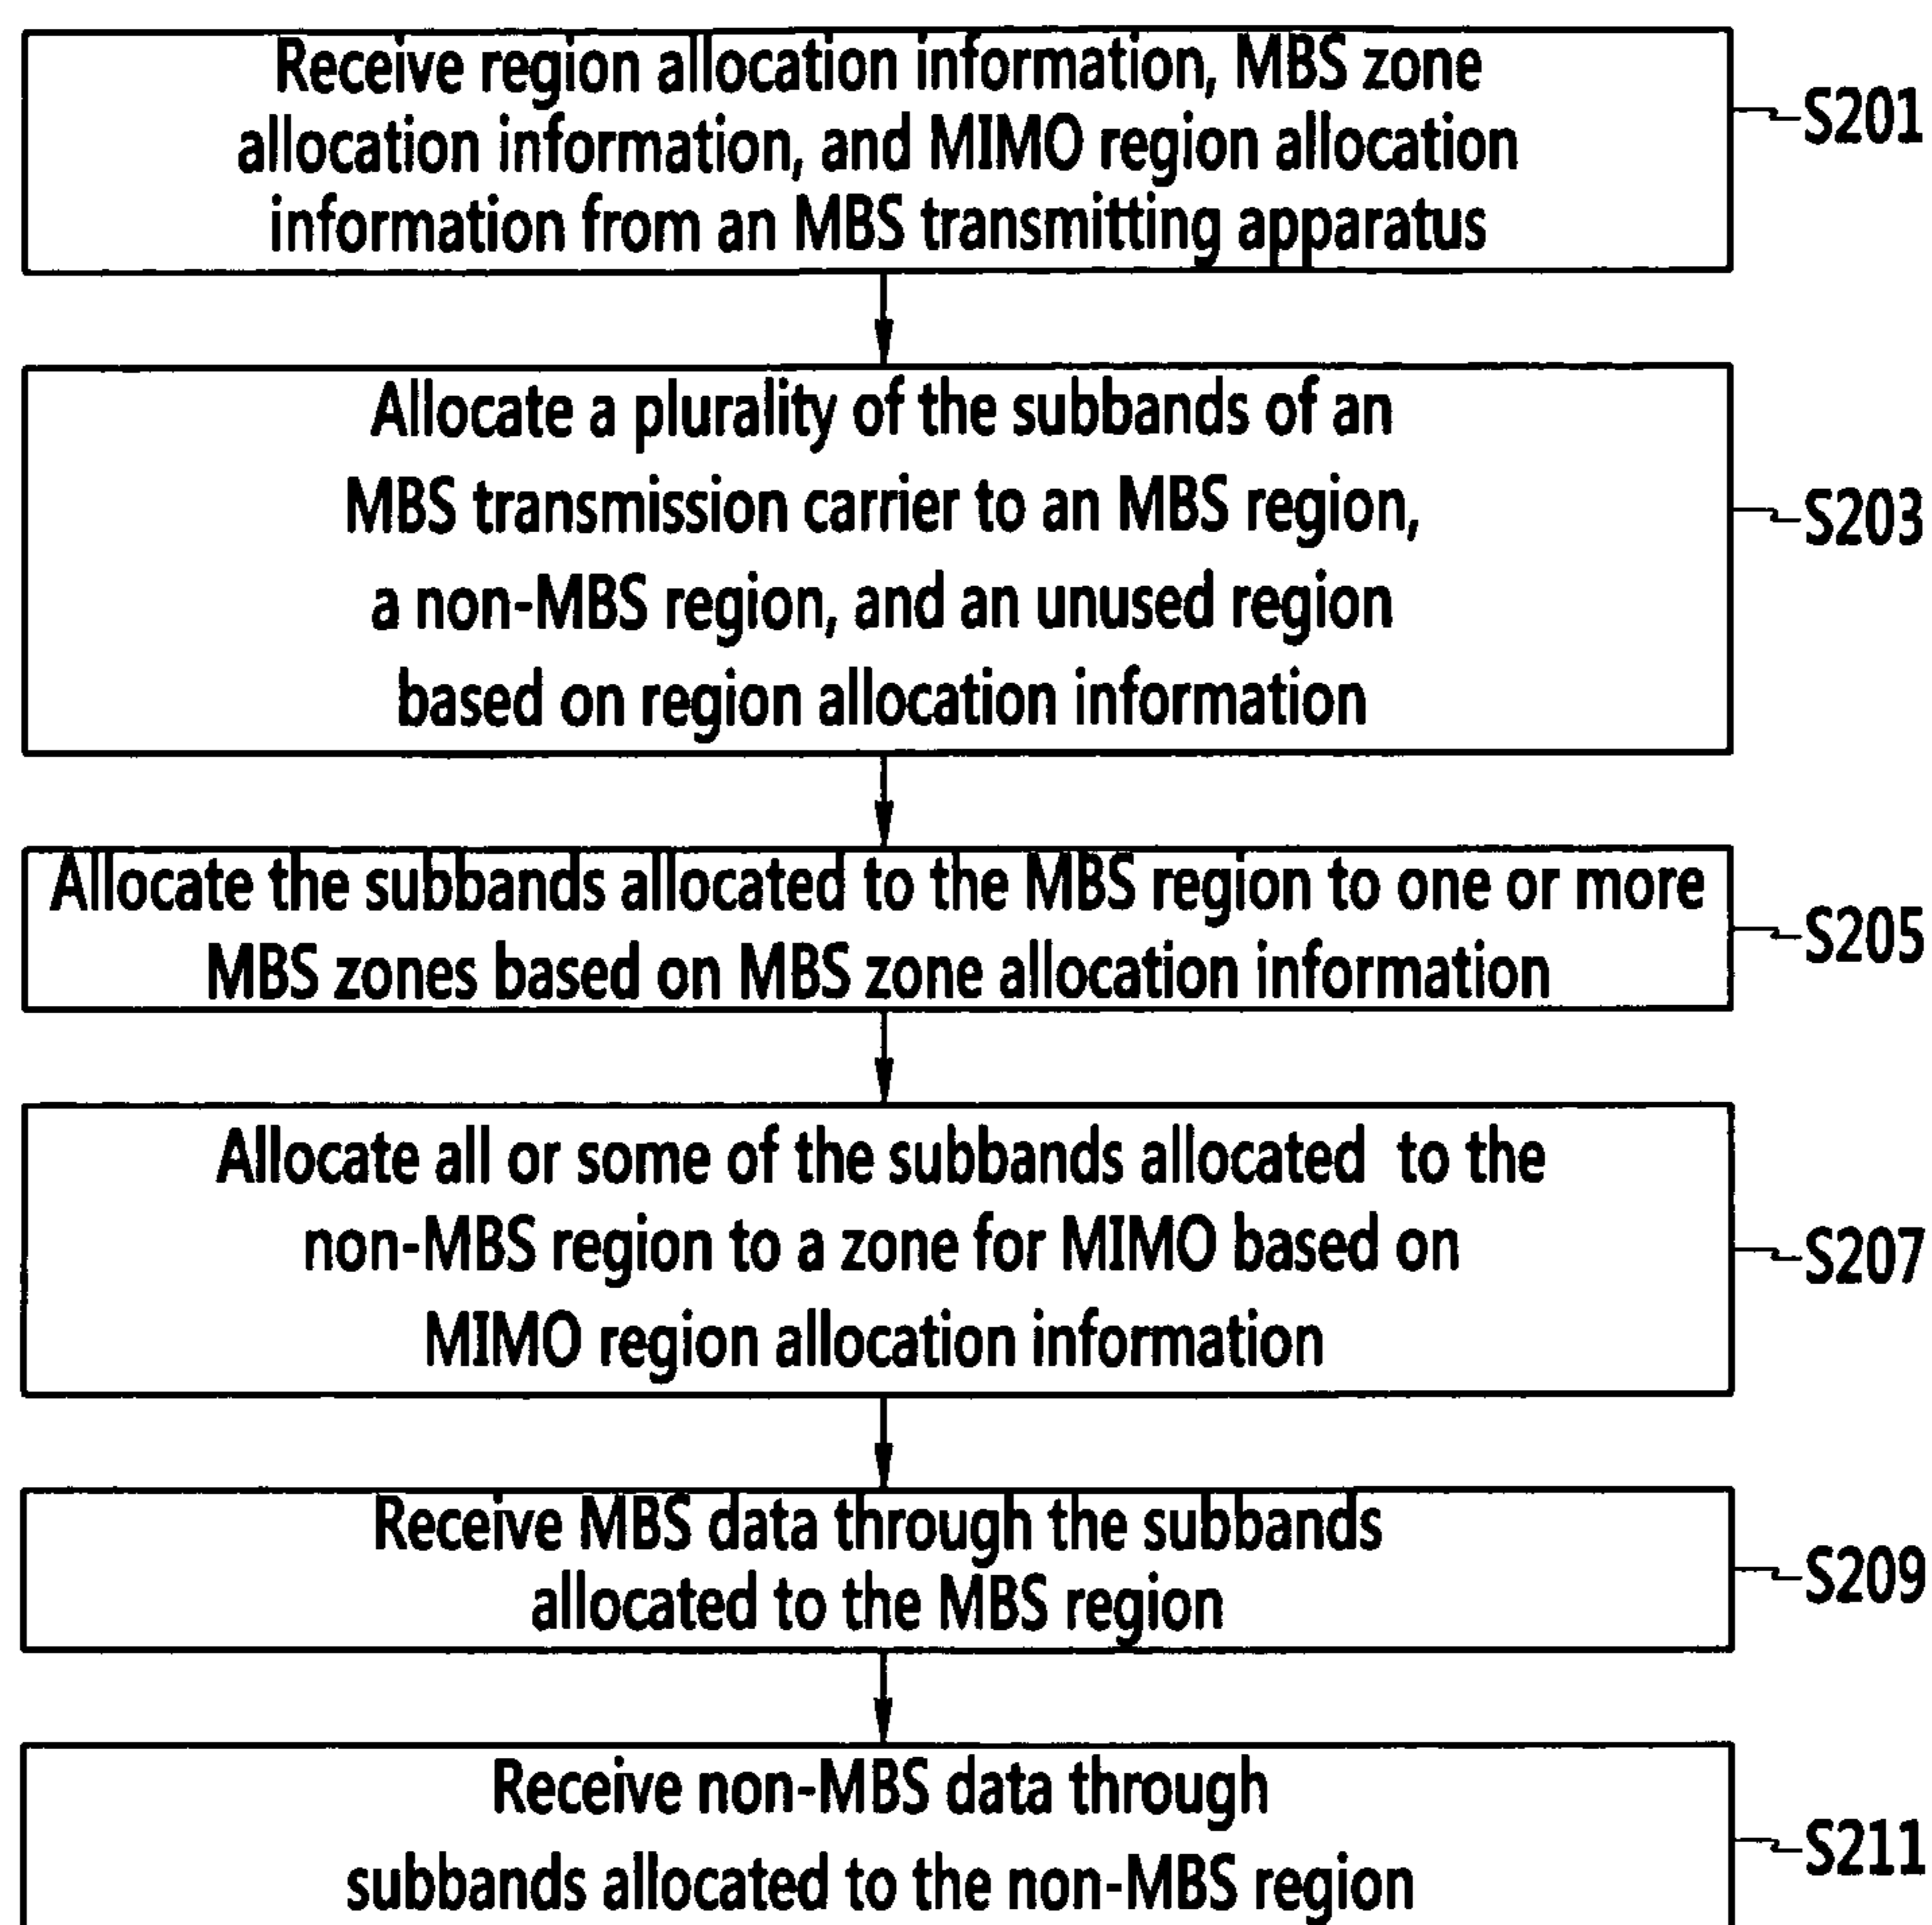 Receive region allocation information, MBS zone
allocation information, and MIMO region allocation
information from an MBS transmitting apparatus
S201
Allocate a plurality of the subbands of an
MBS transmission carrier to an MBS region,
a non-MBS region, and an unused region
based on region allocation information
S203
Allocate the subbands allocated to the MBS region to one or more
MBS zones based on MBS zone allocation information
S205
Allocate all or some of the subbands allocated to the
non-MBS region to a zone for MIMO based on
MIMO region allocation information
S207
Receive MBS data through the subbands
allocated to the MBS region
S209
Receive non-MBS data through
subbands allocated to the non-MBS region
S211